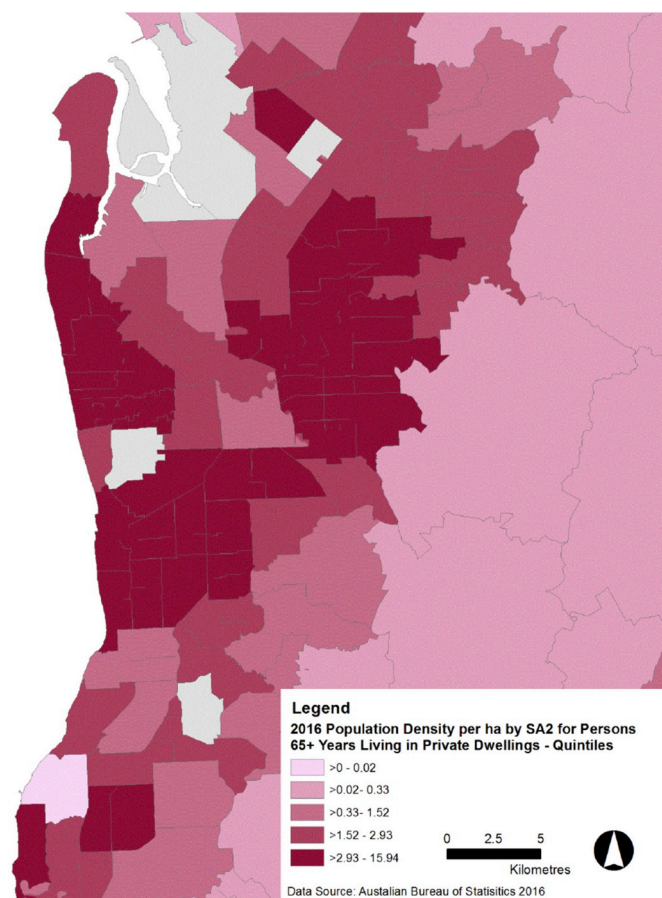 Legend
2016 Population Density per ha by SA2 for Persons
65+ Years Living in Private Dwellings - Quintiles
>0 - 0.02
>0.02- 0.33
>0.33- 1.52
>1.52 - 2.93
>2.93 - 15.94
0 2.5 5
Kilometres
Data Source: Austalian Bureau of Statisitics 2016